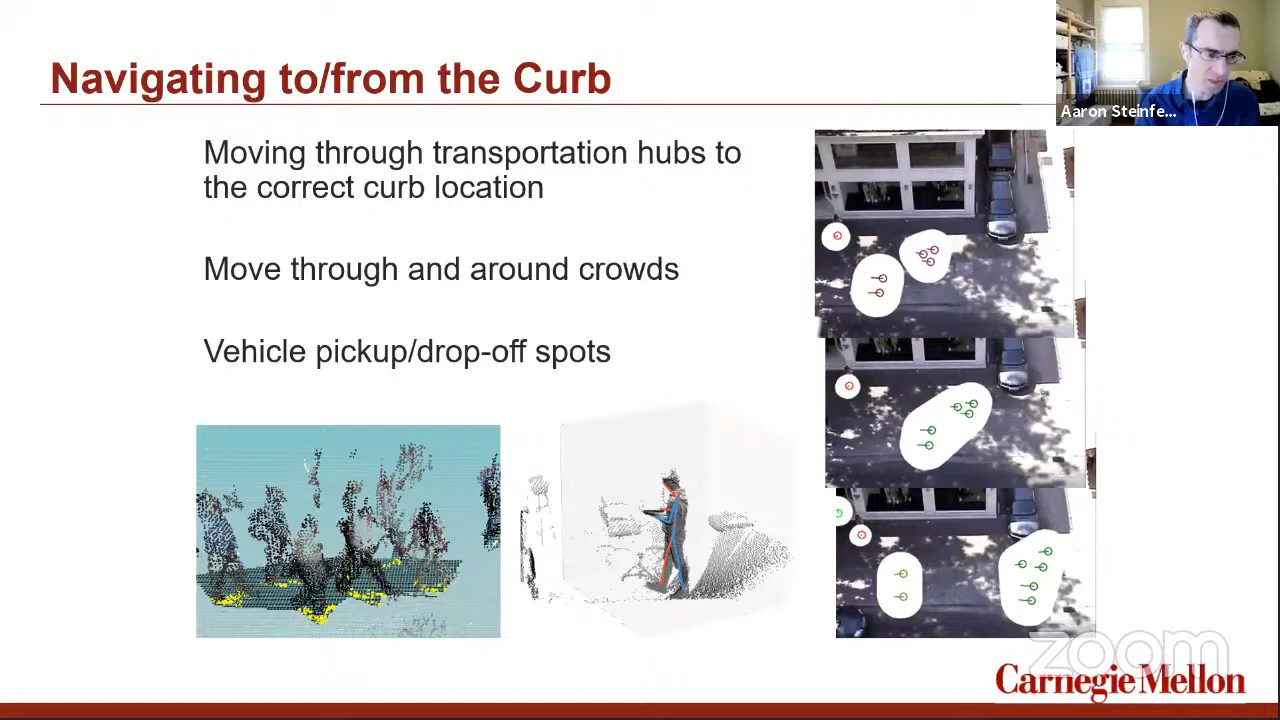 Navigating to/from the Curb
Aaron Steinfe...
Moving through transportation hubs to
the correct curb location
Move through and around crowds
Vehicle pickup/drop-off spots
zoom
Carnegie Mellon